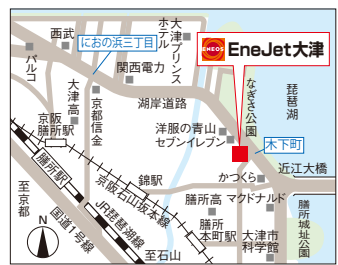 西武
パルコ
におの浜三丁目
大津プリンス
ホテル
関西電力
ENEOS
EneJet大津
なぎさ公園
琵琶湖
大津高
京都信金
湖岸道路
京阪
膳所駅
洋服の青山
セブンイレブン
木下町
近江大橋
膳所駅
錦駅
かつくら
京阪石山坂本線
JR琵琶湖線
国道1号線
至京都
膳所高
マクドナルド
膳所
本町駅
大津市
科学館
膳所城址公園
至石山
N